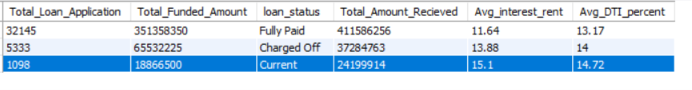 Total_Loan_Application Total_Funded_Amount loan_status Total_Amount_Recieved Avg_interest_rent Avg_DTI_percent
32145 351358350 Fully Paid 411586256 11.64 13.17
5333 65532225 Charged Off 37284763 13.88 14
1098 18866500 Current 24199914 15.1 14.72